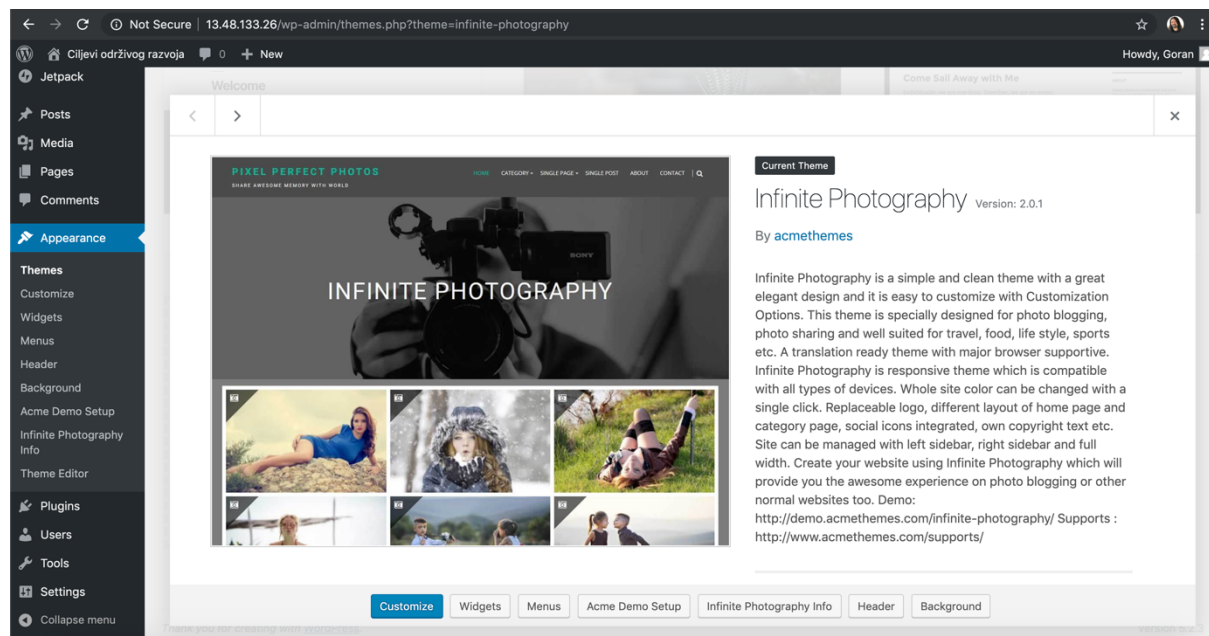 Not Secure | 13.48.133.26/wp-admin/themes.php?theme=infinite-photography
Ciljevi održivog razvoja 0 + New Howdy, Goran
Jetpack
Posts
Media
Pages
Comments
Appearance
Themes
Customize
Widgets
Menus
Header
Background
Acme Demo Setup
Infinite Photography
Info
Theme Editor
Plugins
Users
Tools
Settings
Collapse menu
Welcome
Come Sail Away with Me
PIXEL PERFECT PHOTOS
SHARE AWESOME MEMORY WITH WORLD
HOME CATEGORY SINGLE PAGE SINGLE POST ABOUT CONTACT
SONY
INFINITE PHOTOGRAPHY
Current Theme
Infinite Photography Version: 2.0.1
By acmethemes
Infinite Photography is a simple and clean theme with a great
elegant design and it is easy to customize with Customization
Options. This theme is specially designed for photo blogging,
photo sharing and well suited for travel, food, life style, sports
etc. A translation ready theme with major browser supportive.
Infinite Photography is responsive theme which is compatible
with all types of devices. Whole site color can be changed with a
single click. Replaceable logo, different layout of home page and
category page, social icons integrated, own copyright text etc.
Site can be managed with left sidebar, right sidebar and full
width. Create your website using Infinite Photography which will
provide you the awesome experience on photo blogging or other
normal websites too. Demo:
http://demo.acmethemes.com/infinite-photography/ Supports :
http://www.acmethemes.com/supports/
Customize Widgets Menus Acme Demo Setup Infinite Photography Info Header Background
Thank you for creating with WordPress. Version 5.2.3